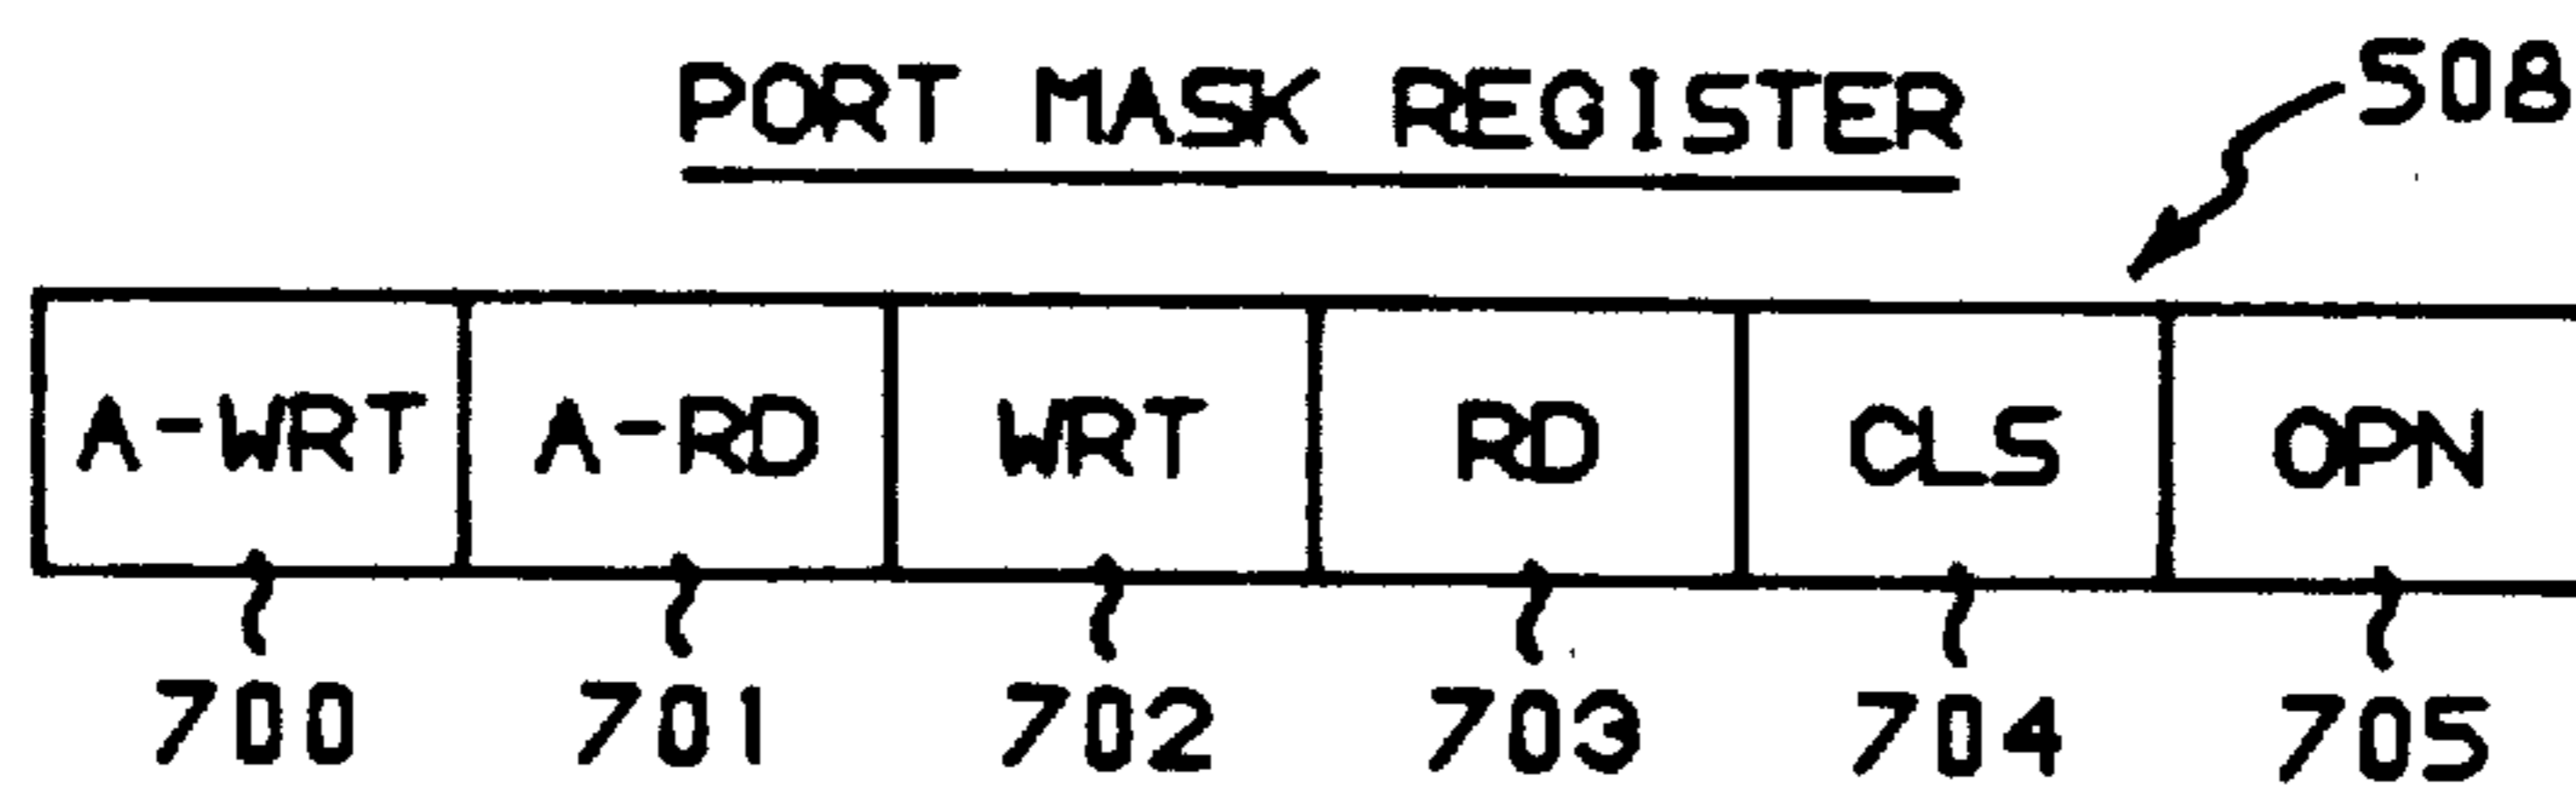 PORT MASK REGISTER
508
A-WRT A-RD WRT RD CLS OPN
700 701 702 703 704 705